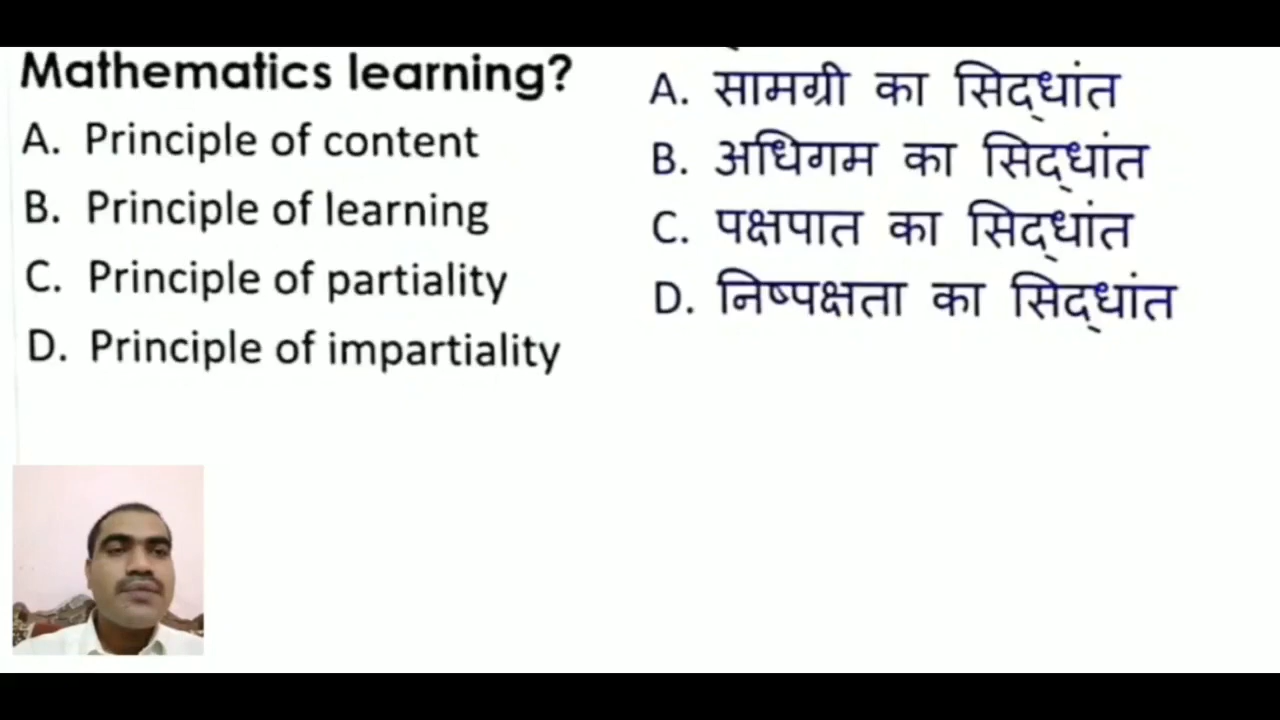 Mathematics learning?
A. Principle of content
B. Principle of learning
C. Principle of partiality
D. Principle of impartiality
A. सामग्री का सिद्धांत
B. अधिगम का सिद्धांत
C. पक्षपात का सिद्धांत
D. निष्पक्षता का सिद्धांत